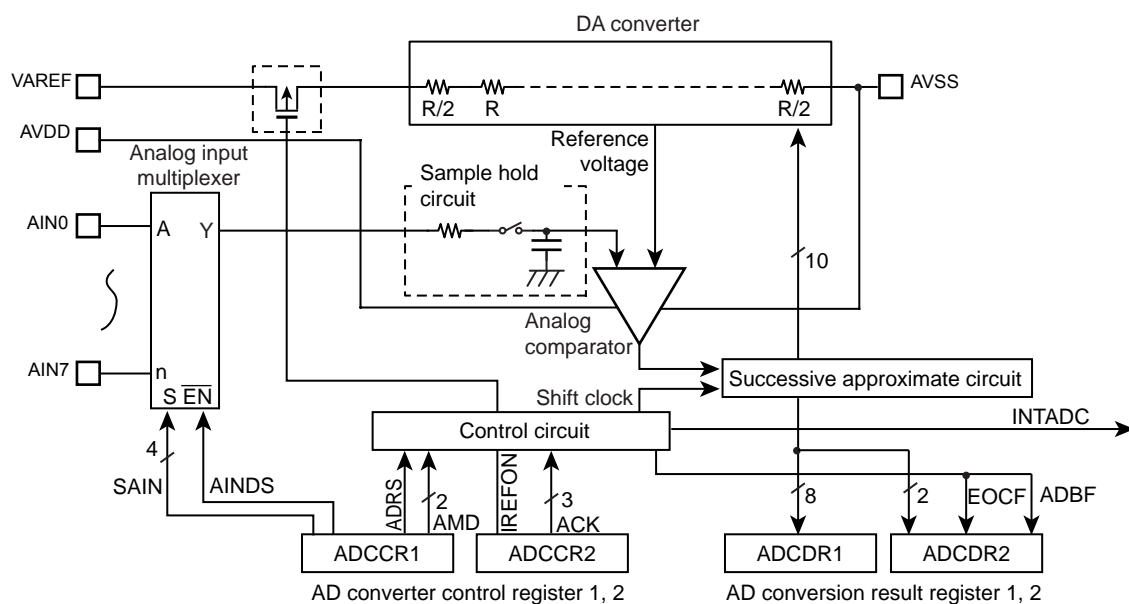 DA converter
VAREF
AVSS
R/2
R
R/2
AVDD
Reference
voltage
Analog input
multiplexer
Sample hold
circuit
AIN0
A
Y
10
Analog
comparator
AIN7
n
S
EN
Successive approximate circuit
Shift clock
INTADC
Control circuit
4
SAIN
AINDS
ADRS
2
AMD
IREFON
3
ACK
8
2
EOCF
ADBF
ADCCR1
ADCCR2
ADCDR1
ADCDR2
AD converter control register 1, 2
AD conversion result register 1, 2